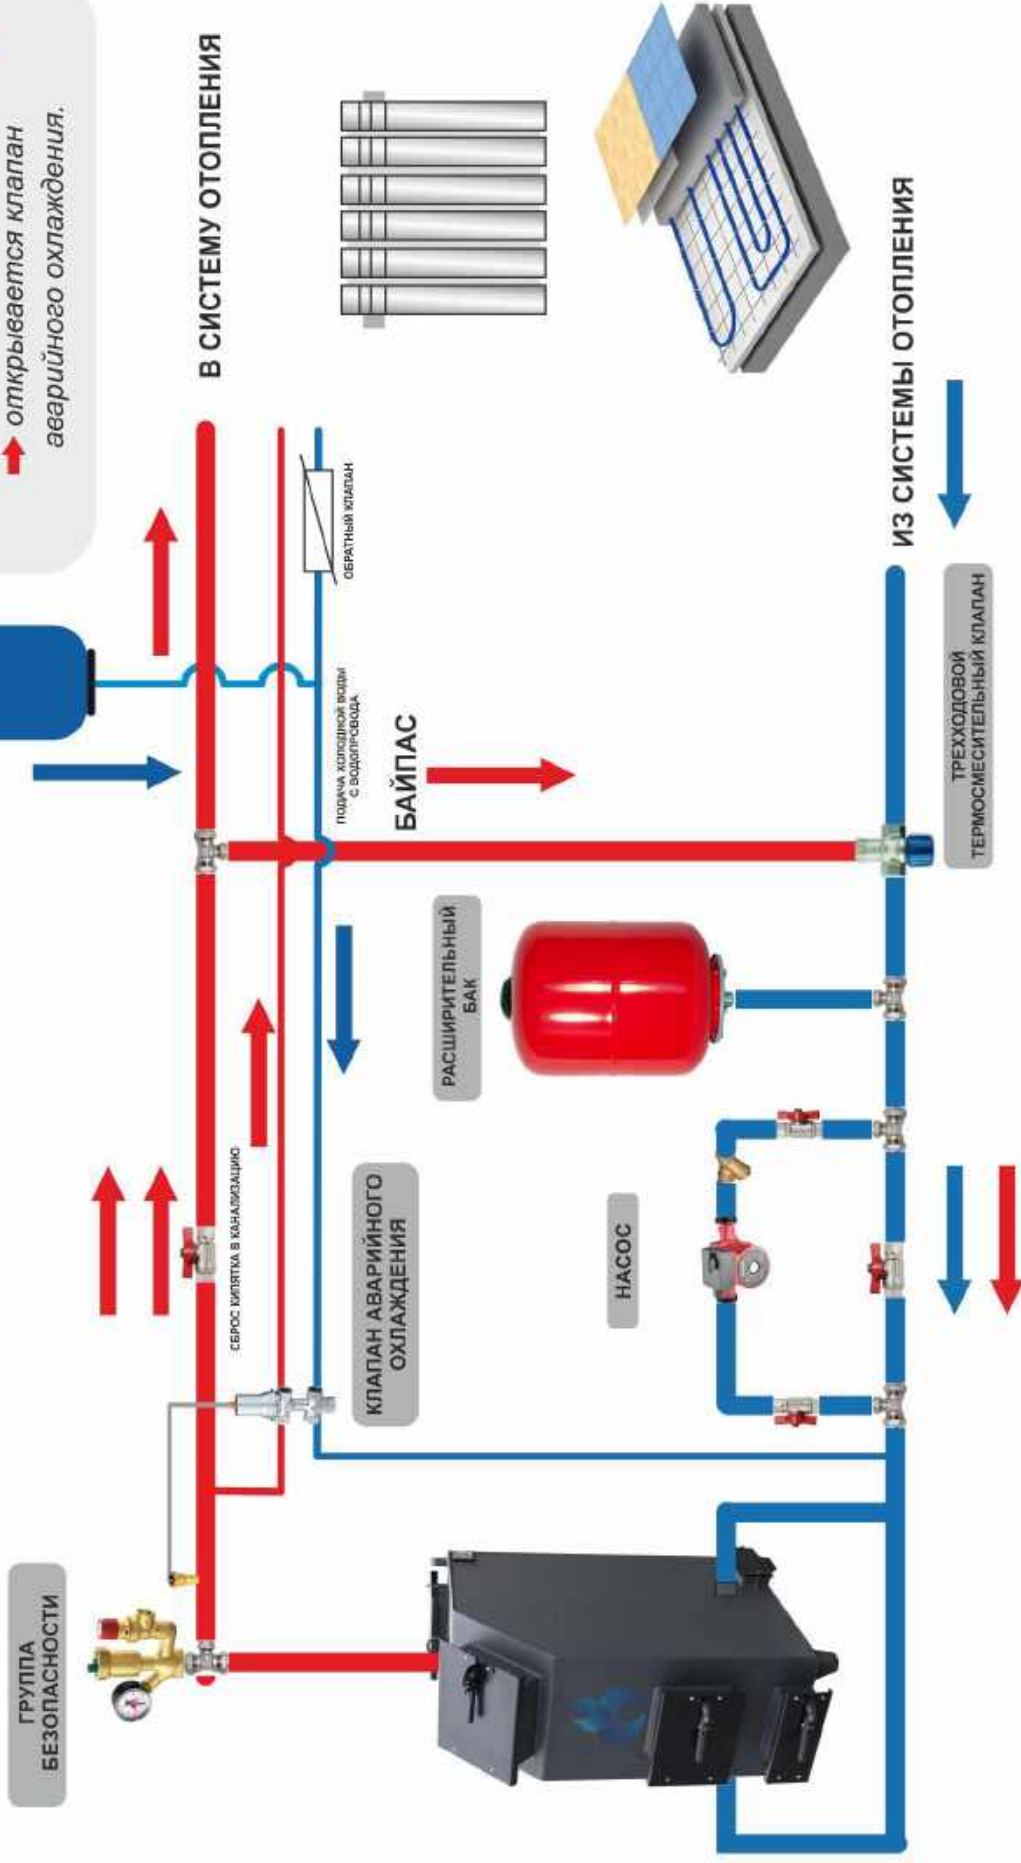 открывается клапан
аварийного охлаждения.
В СИСТЕМУ ОТОПЛЕНИЯ
ОБРАТНЫЙ КЛАПАН
ПОДАЧА ХОЛОДНОЙ ВОДЫ
С ВОДОПРОВОДА
БАЙПАС
ИЗ СИСТЕМЫ ОТОПЛЕНИЯ
ТРЕХХОДОВОЙ
ТЕРМОСМЕСИТЕЛЬНЫЙ КЛАПАН
РАСШИРИТЕЛЬНЫЙ
БАК
СБРОС КИПЯТКА В КАНАЛИЗАЦИЮ
КЛАПАН АВАРИЙНОГО
ОХЛАЖДЕНИЯ
НАСОС
ГРУППА
БЕЗОПАСНОСТИ